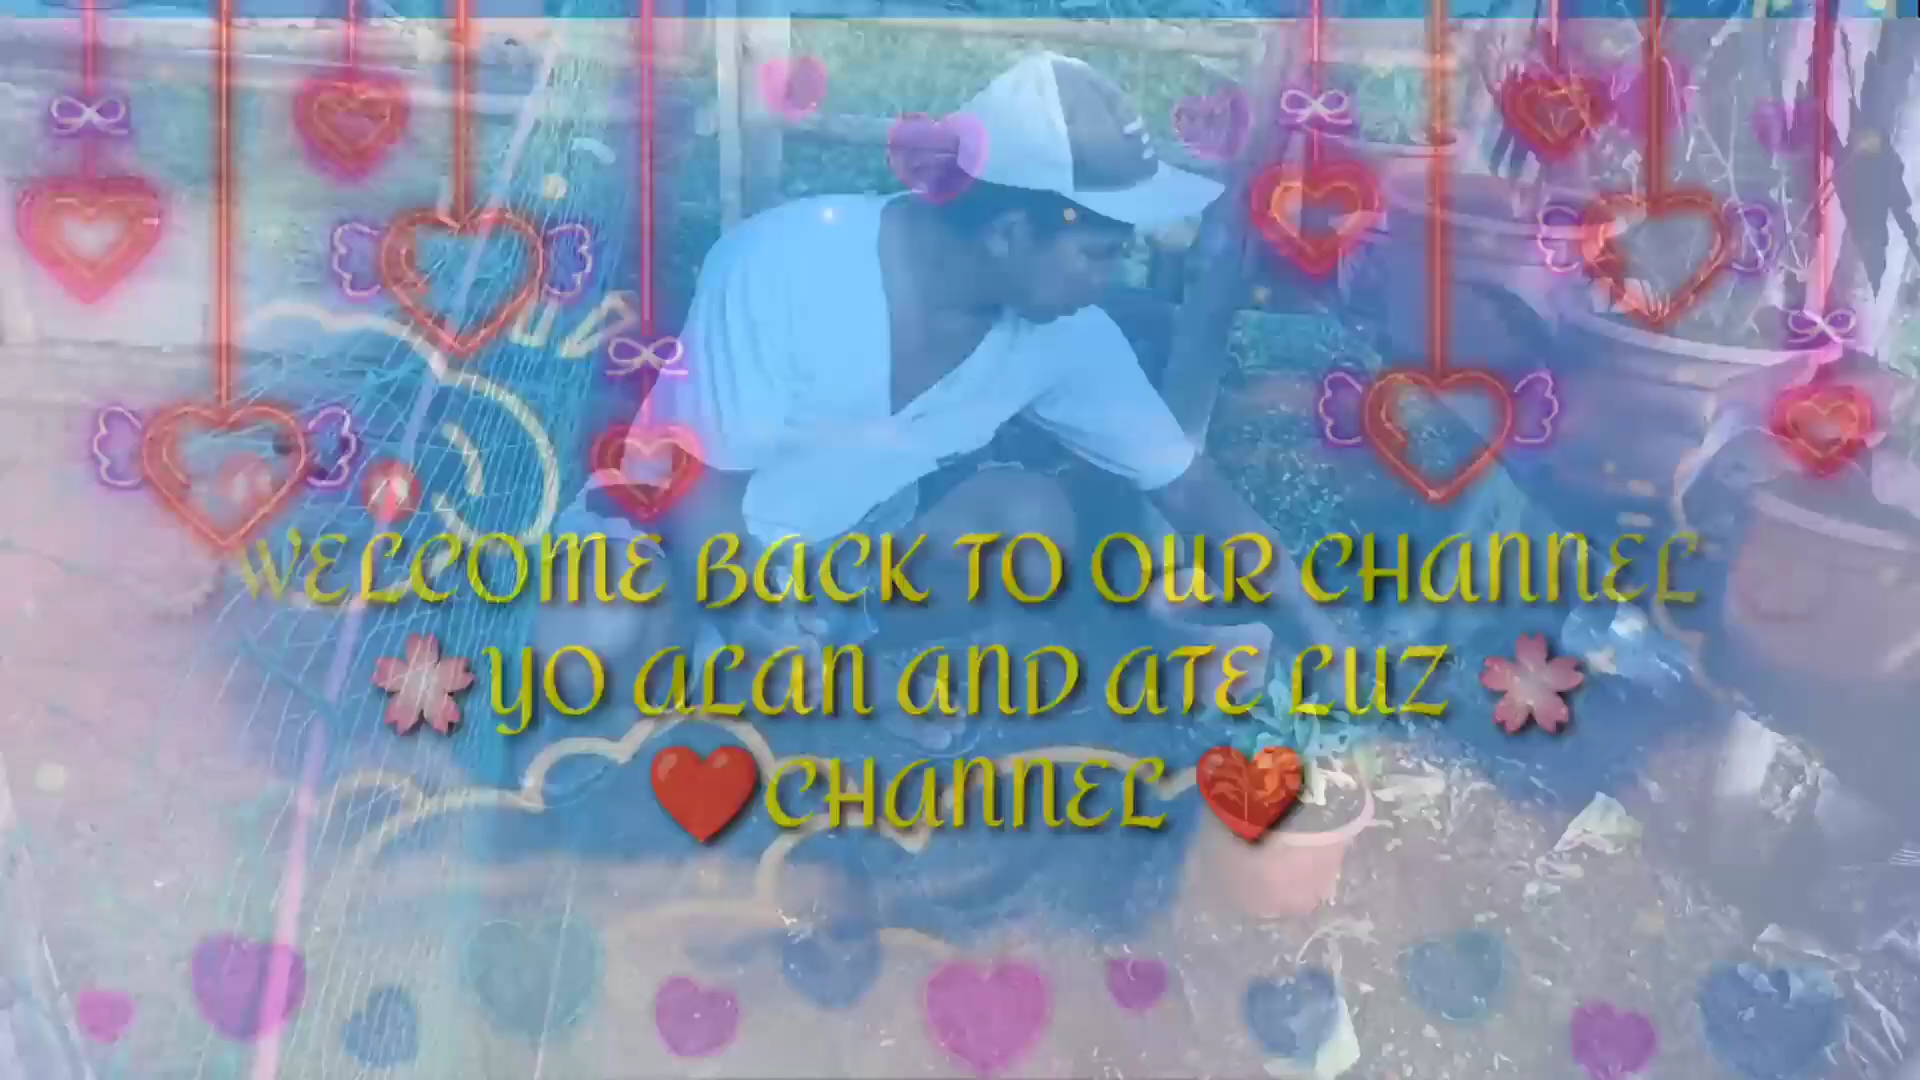 WELCOME BACK TO OUR CHANNEL
🌸 YO ALAN AND ATE LUZ 🌸
❤️CHANNEL ❤️